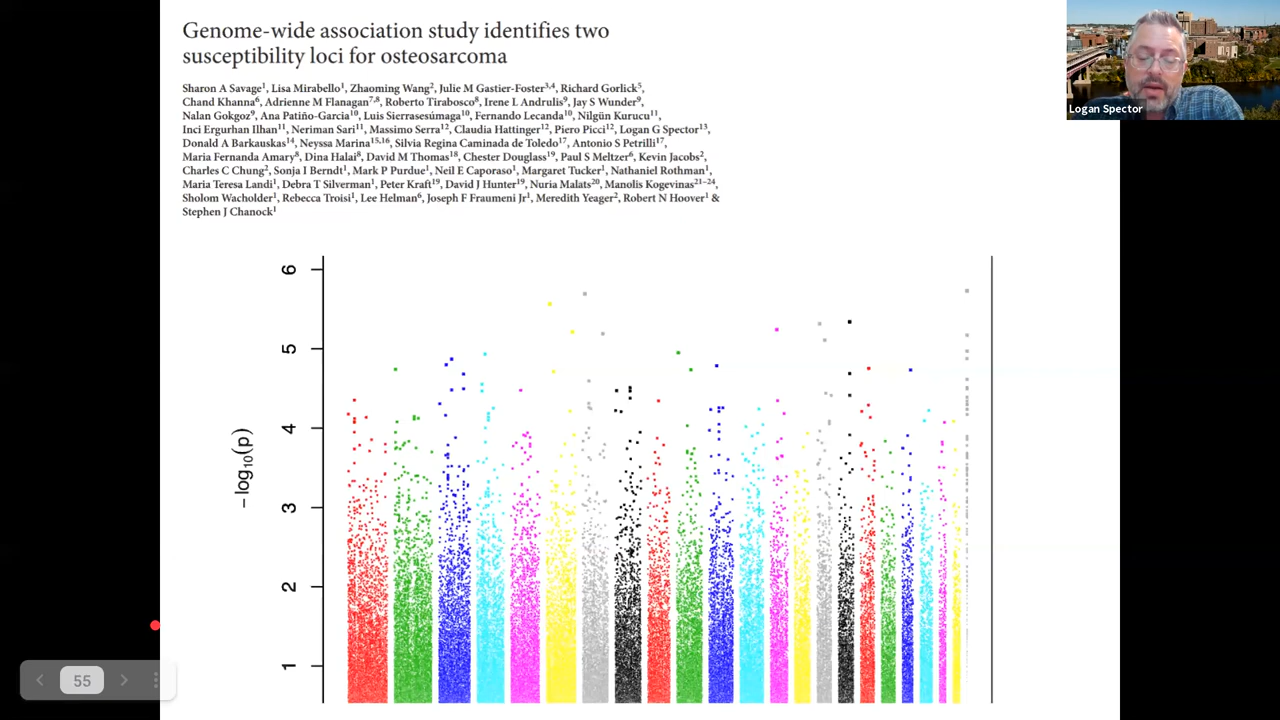 Genome-wide association study identifies two
susceptibility loci for osteosarcoma
Sharon A Savage1, Lisa Mirabello1, Zhaoming Wang2, Julie M Gastier-Foster3,4, Richard Gorlick5,
Chand Khanna6, Adrienne M Flanagan7,8, Roberto Tirabosco8, Irene L Andrulis9, Jay S Wunder9,
Nalan Gokgoz9, Ana Patiño-Garcia10, Luis Sierrasesúmaga10, Fernando Lecanda10, Nilgün Kurucu11,
Inci Ergurhan Ilhan11, Neriman Sari11, Massimo Serra12, Claudia Hattinger12, Piero Picci12, Logan G Spector13,
Donald A Barkauskas14, Neyssa Marina15,16, Silvia Regina Caminada de Toledo17, Antonio S Petrilli17,
Maria Fernanda Amary8, Dina Halai8, David M Thomas18, Chester Douglass19, Paul S Meltzer6, Kevin Jacobs2,
Charles C Chung2, Sonja I Berndt1, Mark P Purdue1, Neil E Caporaso1, Margaret Tucker1, Nathaniel Rothman1,
Maria Teresa Landi1, Debra T Silverman1, Peter Kraft19, David J Hunter19, Nuria Malats20, Manolis Kogevinas21–24,
Sholom Wacholder1, Rebecca Troisi1, Lee Helman6, Joseph F Fraumeni Jr1, Meredith Yeager2, Robert N Hoover1 &
Stephen J Chanock1
Logan Spector
6
5
4
3
2
1
−log10(p)
55